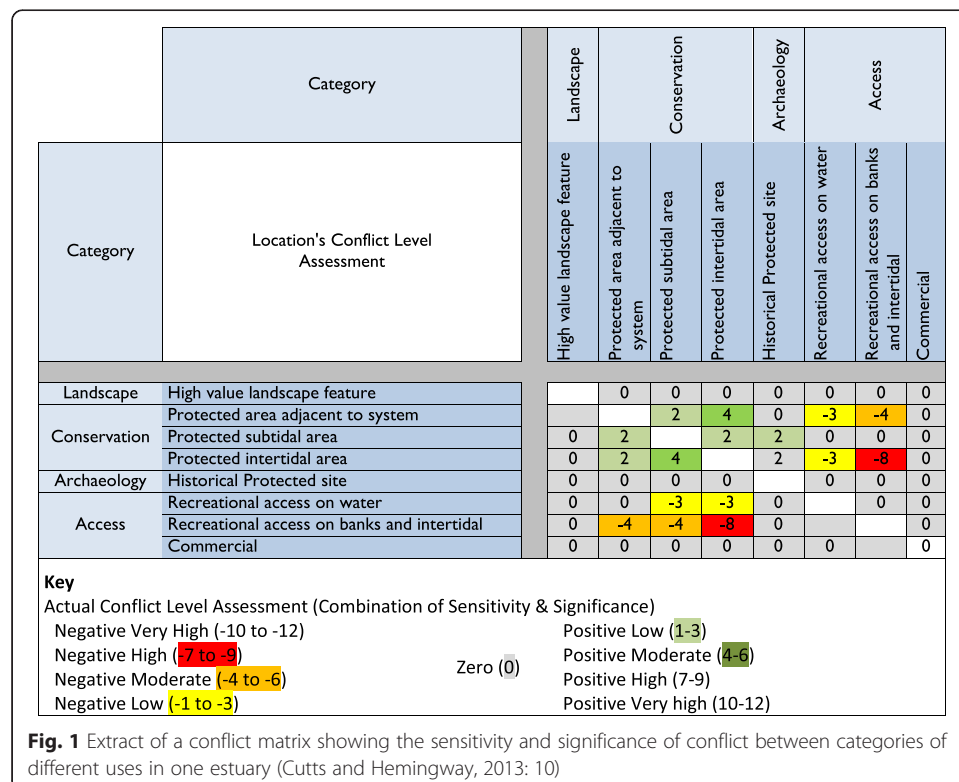 Category
Landscape
Conservation
Archaeology
Access
Category
Location's Conflict Level
Assessment
High value landscape feature
Protected area adjacent to
system
Protected subtidal area
Protected intertidal area
Historical Protected site
Recreational access on water
Recreational access on banks
and intertidal
Commercial
Landscape High value landscape feature 0 0 0 0 0 0 0
Conservation
Protected area adjacent to system 2 4 0 -3 -4 0
Protected subtidal area 0 2 2 2 0 0 0
Protected intertidal area 0 2 4 2 -3 -8 0
Archaeology Historical Protected site 0 0 0 0 0 0 0
Access
Recreational access on water 0 0 -3 -3 0 0 0
Recreational access on banks and intertidal 0 -4 -4 -8 0 0
Commercial 0 0 0 0 0 0 0
Key
Actual Conflict Level Assessment (Combination of Sensitivity & Significance)
Negative Very High (-10 to -12)
Negative High (-7 to -9)
Negative Moderate (-4 to -6)
Negative Low (-1 to -3)
Zero (0)
Positive Low (1-3)
Positive Moderate (4-6)
Positive High (7-9)
Positive Very high (10-12)
Fig. 1 Extract of a conflict matrix showing the sensitivity and significance of conflict between categories of
different uses in one estuary (Cutts and Hemingway, 2013: 10)